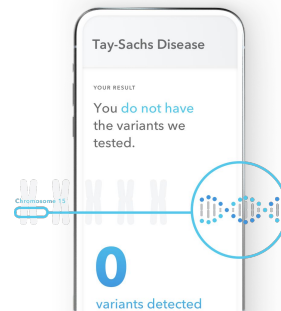 Tay-Sachs Disease
YOUR RESULT
You do not have
the variants we
tested.
Chromosome 15
0
variants detected